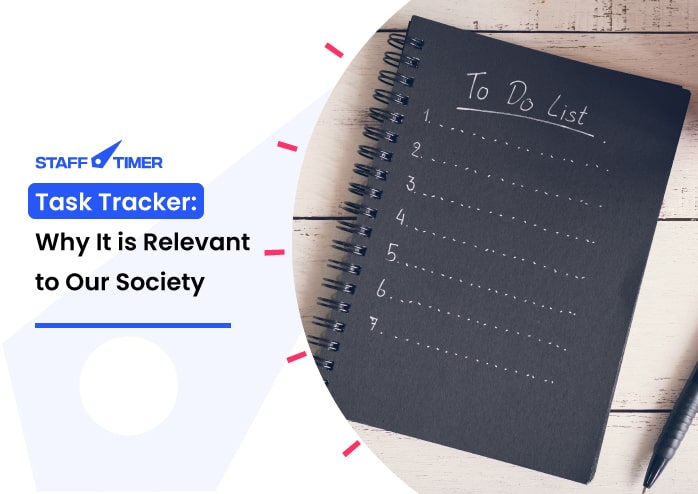 STAFF TIMER
Task Tracker:
Why It is Relevant
to Our Society
To Do List
1.
2.
3.
4.
5.
6.
7.